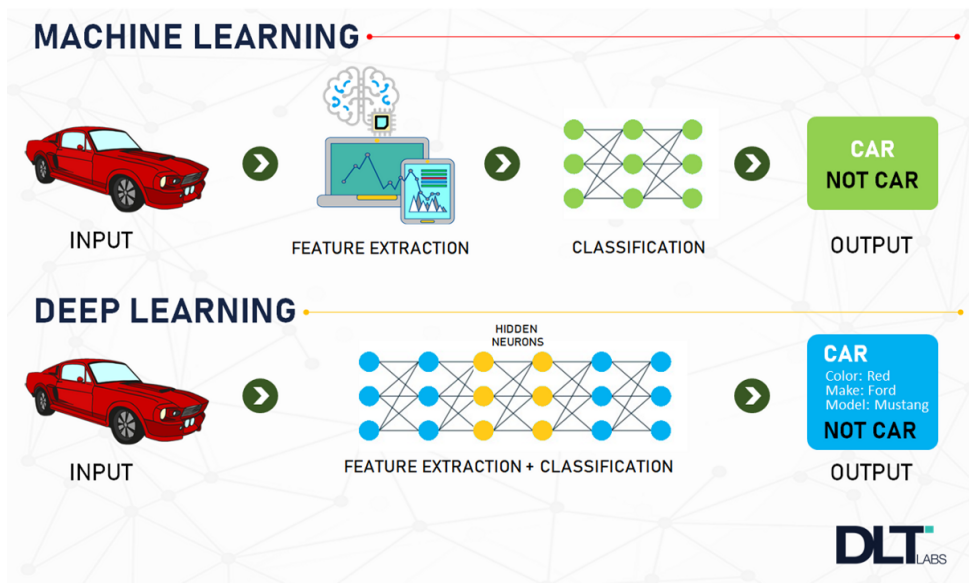 MACHINE LEARNING
INPUT
FEATURE EXTRACTION
CLASSIFICATION
CAR
NOT CAR
OUTPUT
DEEP LEARNING
INPUT
HIDDEN
NEURONS
FEATURE EXTRACTION + CLASSIFICATION
CAR
Color: Red
Make: Ford
Model: Mustang
NOT CAR
OUTPUT
DLT LABS